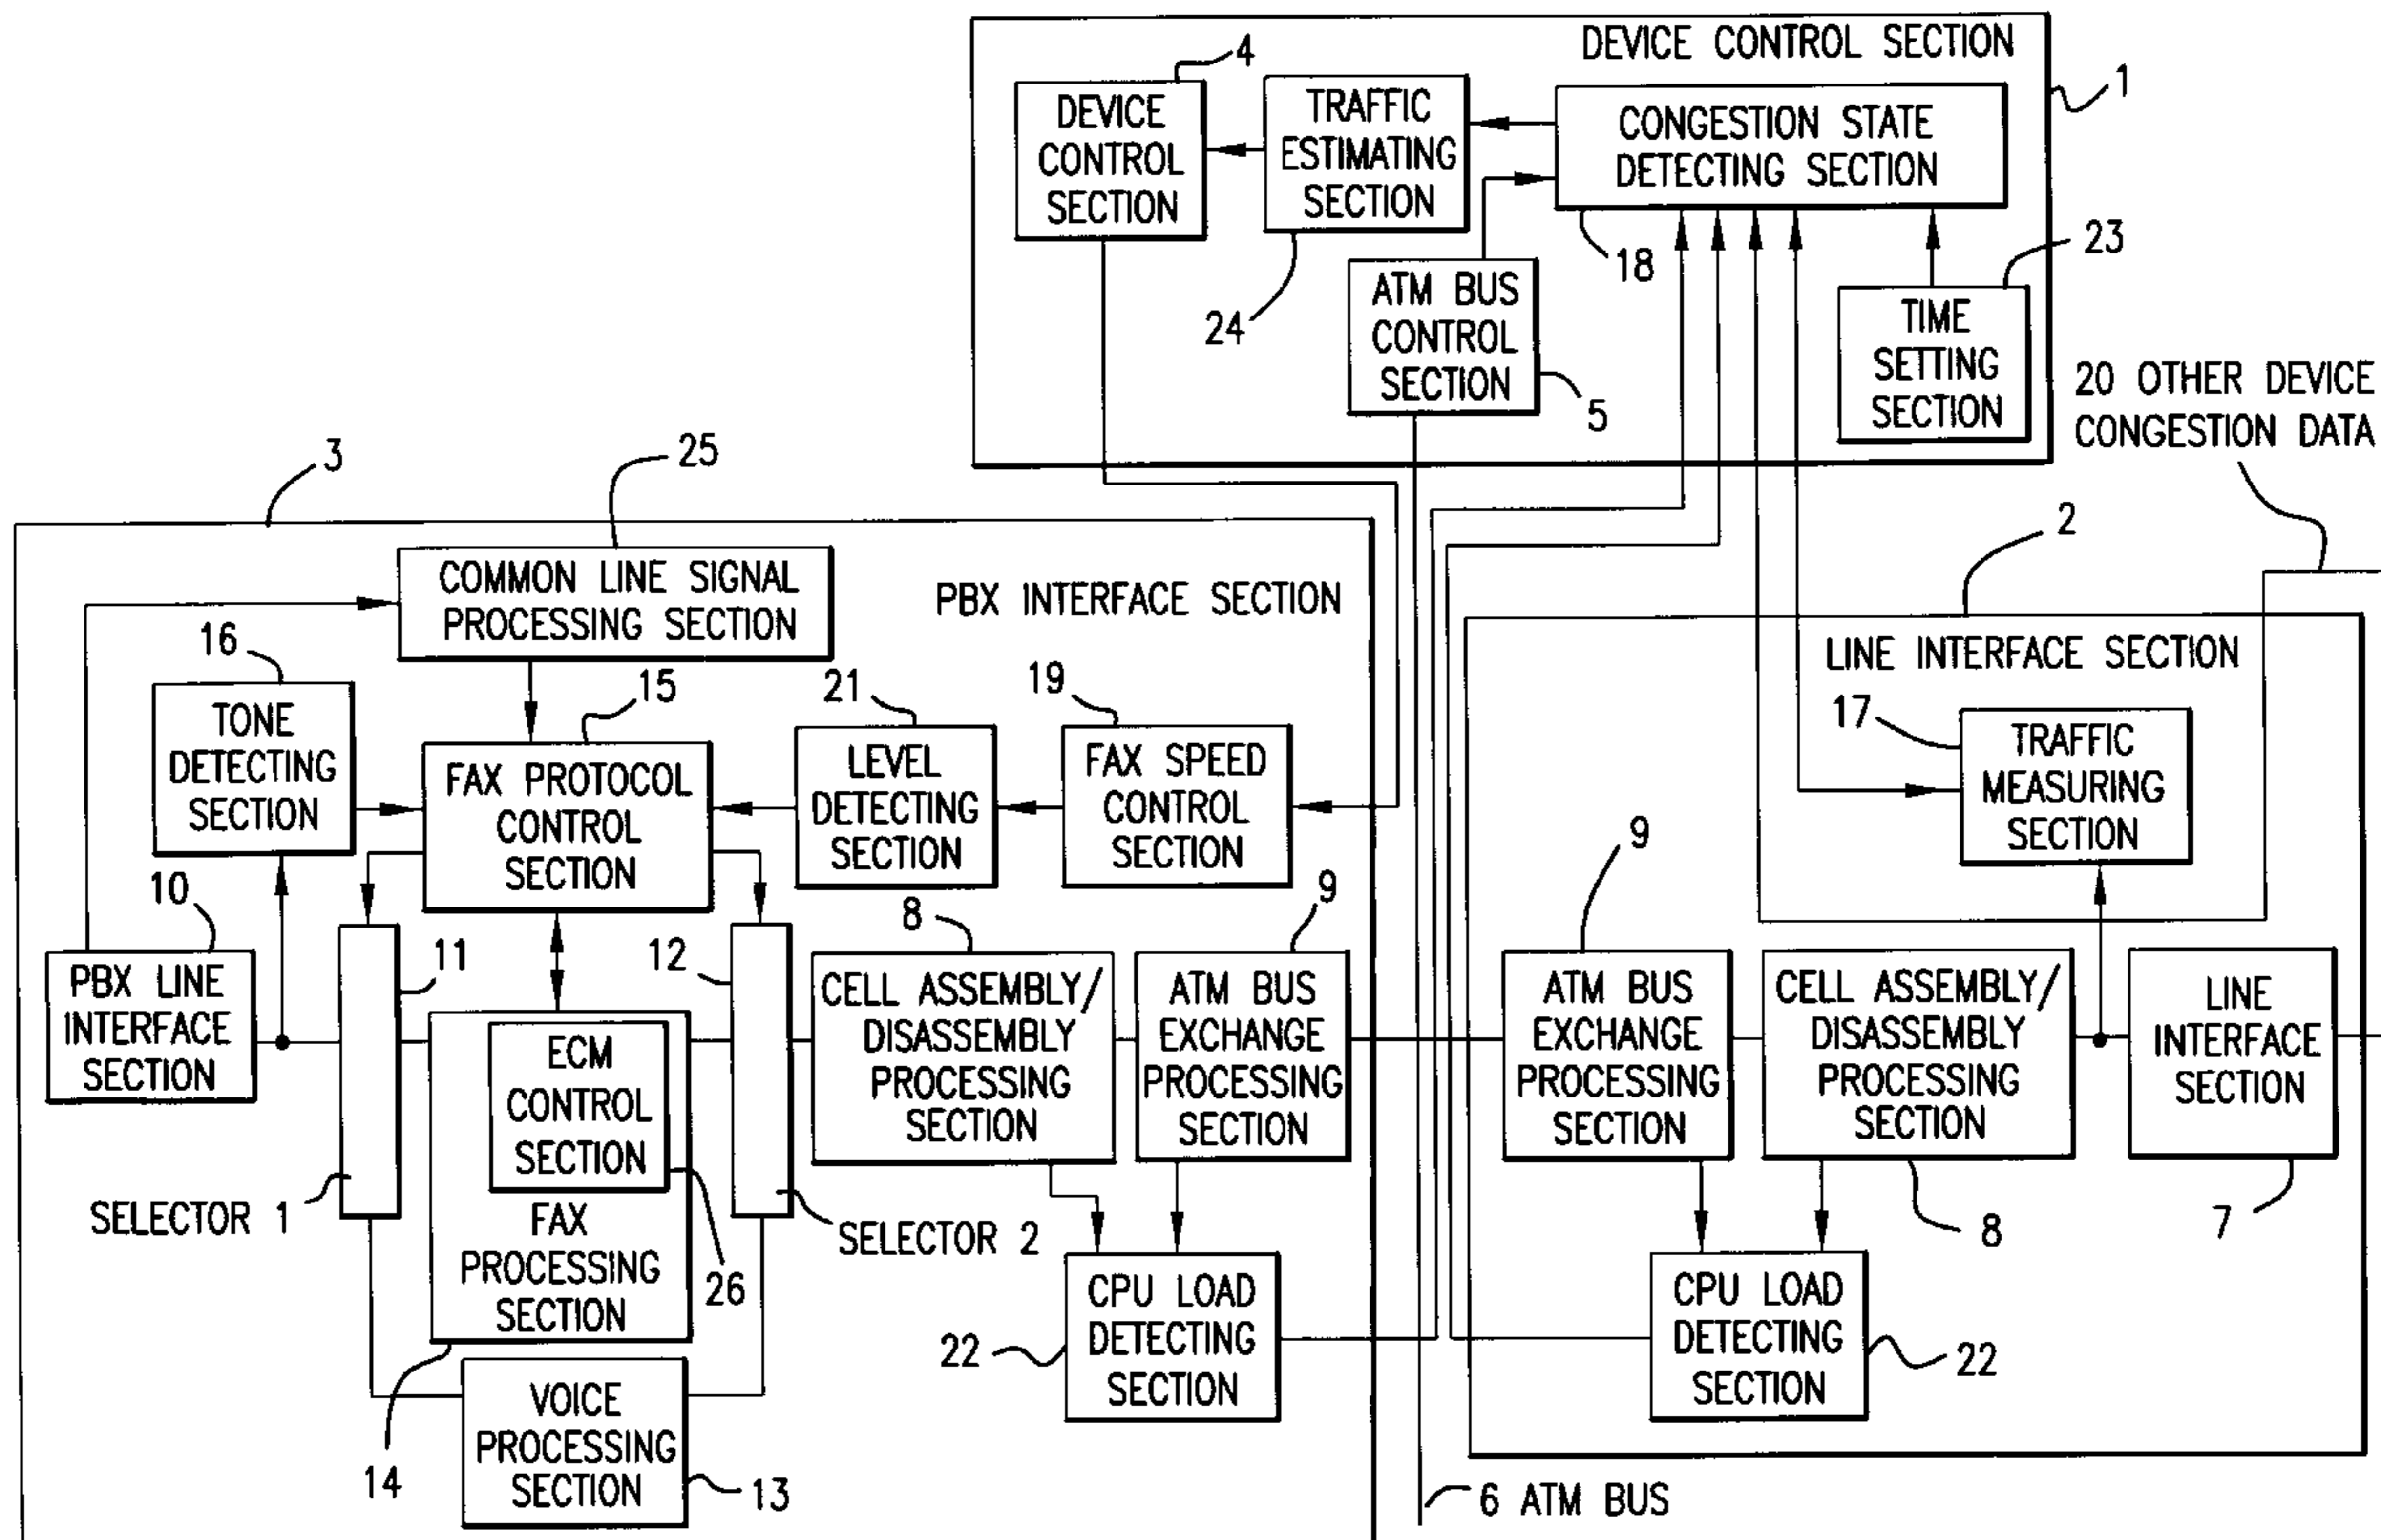 DEVICE CONTROL SECTION
1
4
DEVICE
CONTROL
SECTION
TRAFFIC
ESTIMATING
SECTION
24
CONGESTION STATE
DETECTING SECTION
18
ATM BUS
CONTROL
SECTION
5
23
TIME
SETTING
SECTION
20 OTHER DEVICE
CONGESTION DATA
3
25
COMMON LINE SIGNAL
PROCESSING SECTION
PBX INTERFACE SECTION
16
TONE
DETECTING
SECTION
15
FAX PROTOCOL
CONTROL
SECTION
21
LEVEL
DETECTING
SECTION
19
FAX SPEED
CONTROL
SECTION
10
PBX LINE
INTERFACE
SECTION
11
SELECTOR 1
ECM
CONTROL
SECTION
26
FAX
PROCESSING
SECTION
14
VOICE
PROCESSING
SECTION
13
12
SELECTOR 2
8
CELL ASSEMBLY/
DISASSEMBLY
PROCESSING
SECTION
9
ATM BUS
EXCHANGE
PROCESSING
SECTION
CPU LOAD
DETECTING
SECTION
22
6 ATM BUS
2
LINE INTERFACE SECTION
17
TRAFFIC
MEASURING
SECTION
9
ATM BUS
EXCHANGE
PROCESSING
SECTION
CELL ASSEMBLY/
DISASSEMBLY
PROCESSING
SECTION
8
LINE
INTERFACE
SECTION
7
CPU LOAD
DETECTING
SECTION
22